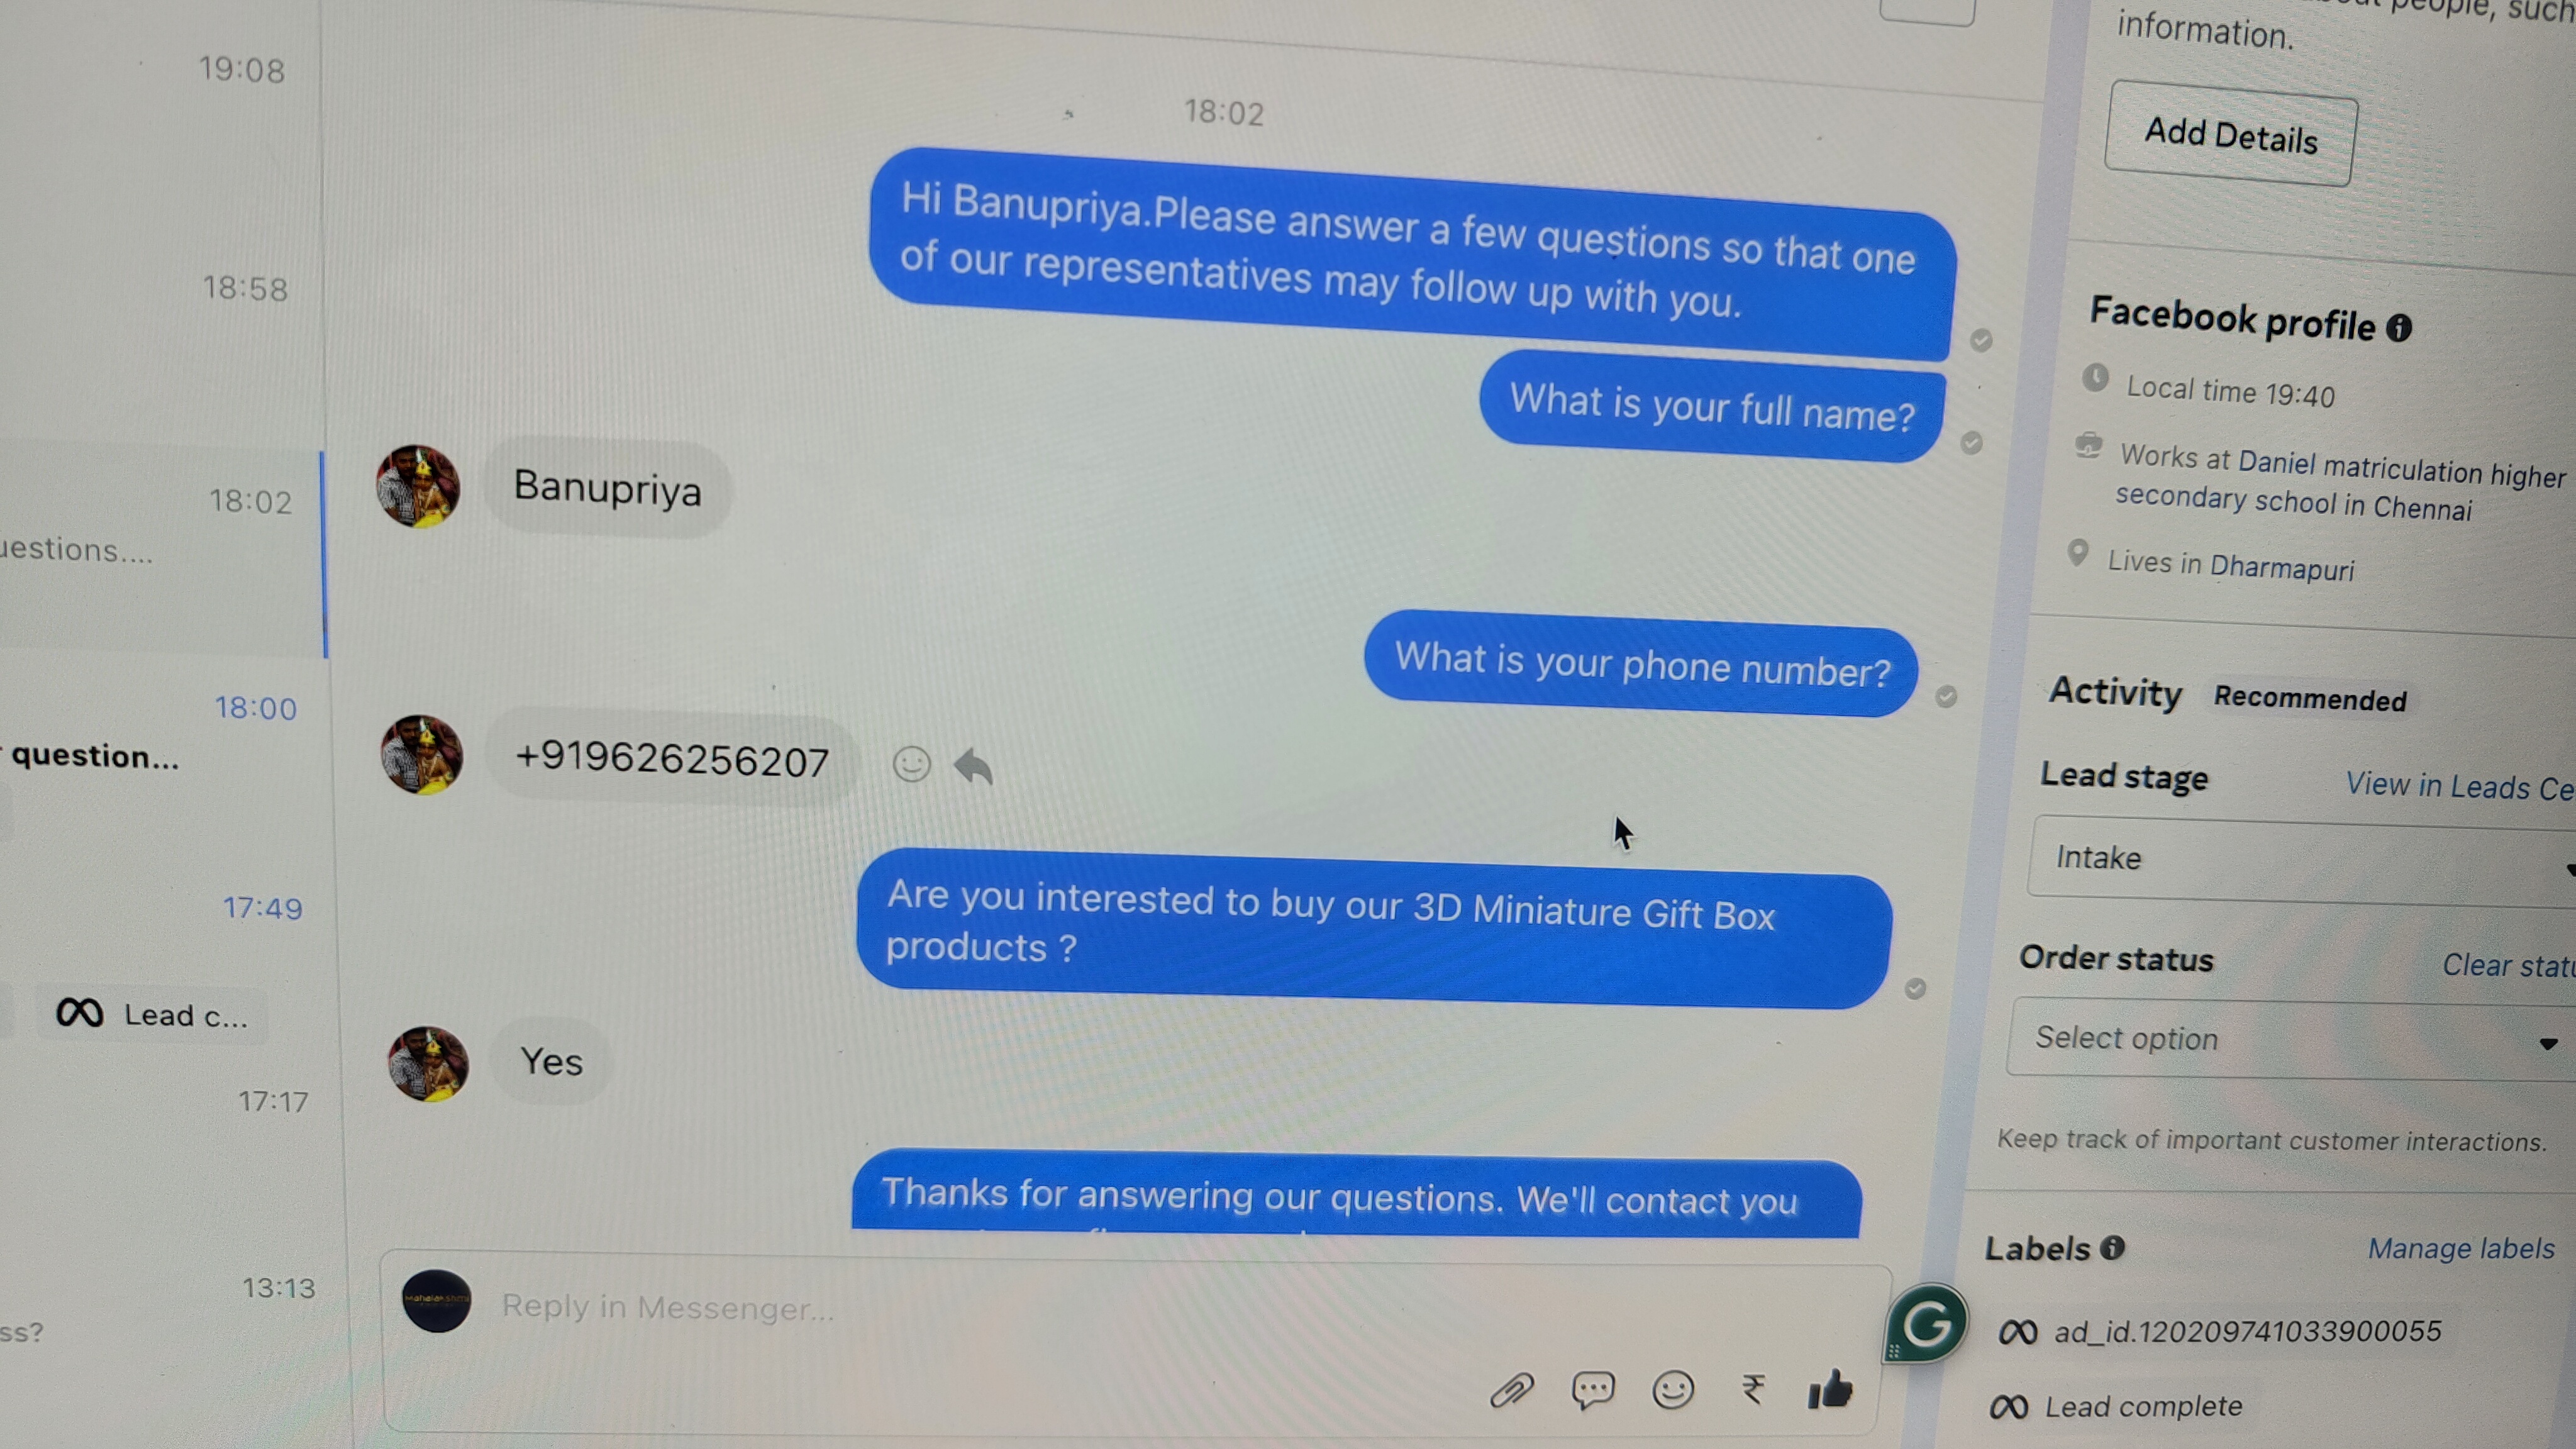 19:08
18:58
18:02
uestions....
18:00
question...
17:49
Lead c...
17:17
13:13
ss?
18:02
Hi Banupriya.Please answer a few questions so that one
of our representatives may follow up with you.
What is your full name?
Banupriya
What is your phone number?
+919626256207
Are you interested to buy our 3D Miniature Gift Box
products ?
Yes
Thanks for answering our questions. We'll contact you
Reply in Messenger...
people, such
information.
Add Details
Facebook profile
Local time 19:40
Works at Daniel matriculation higher
secondary school in Chennai
Lives in Dharmapuri
Activity Recommended
Lead stage View in Leads Ce
Intake
Order status Clear statu
Select option
Keep track of important customer interactions.
Labels Manage labels
ad_id.120209741033900055
Lead complete